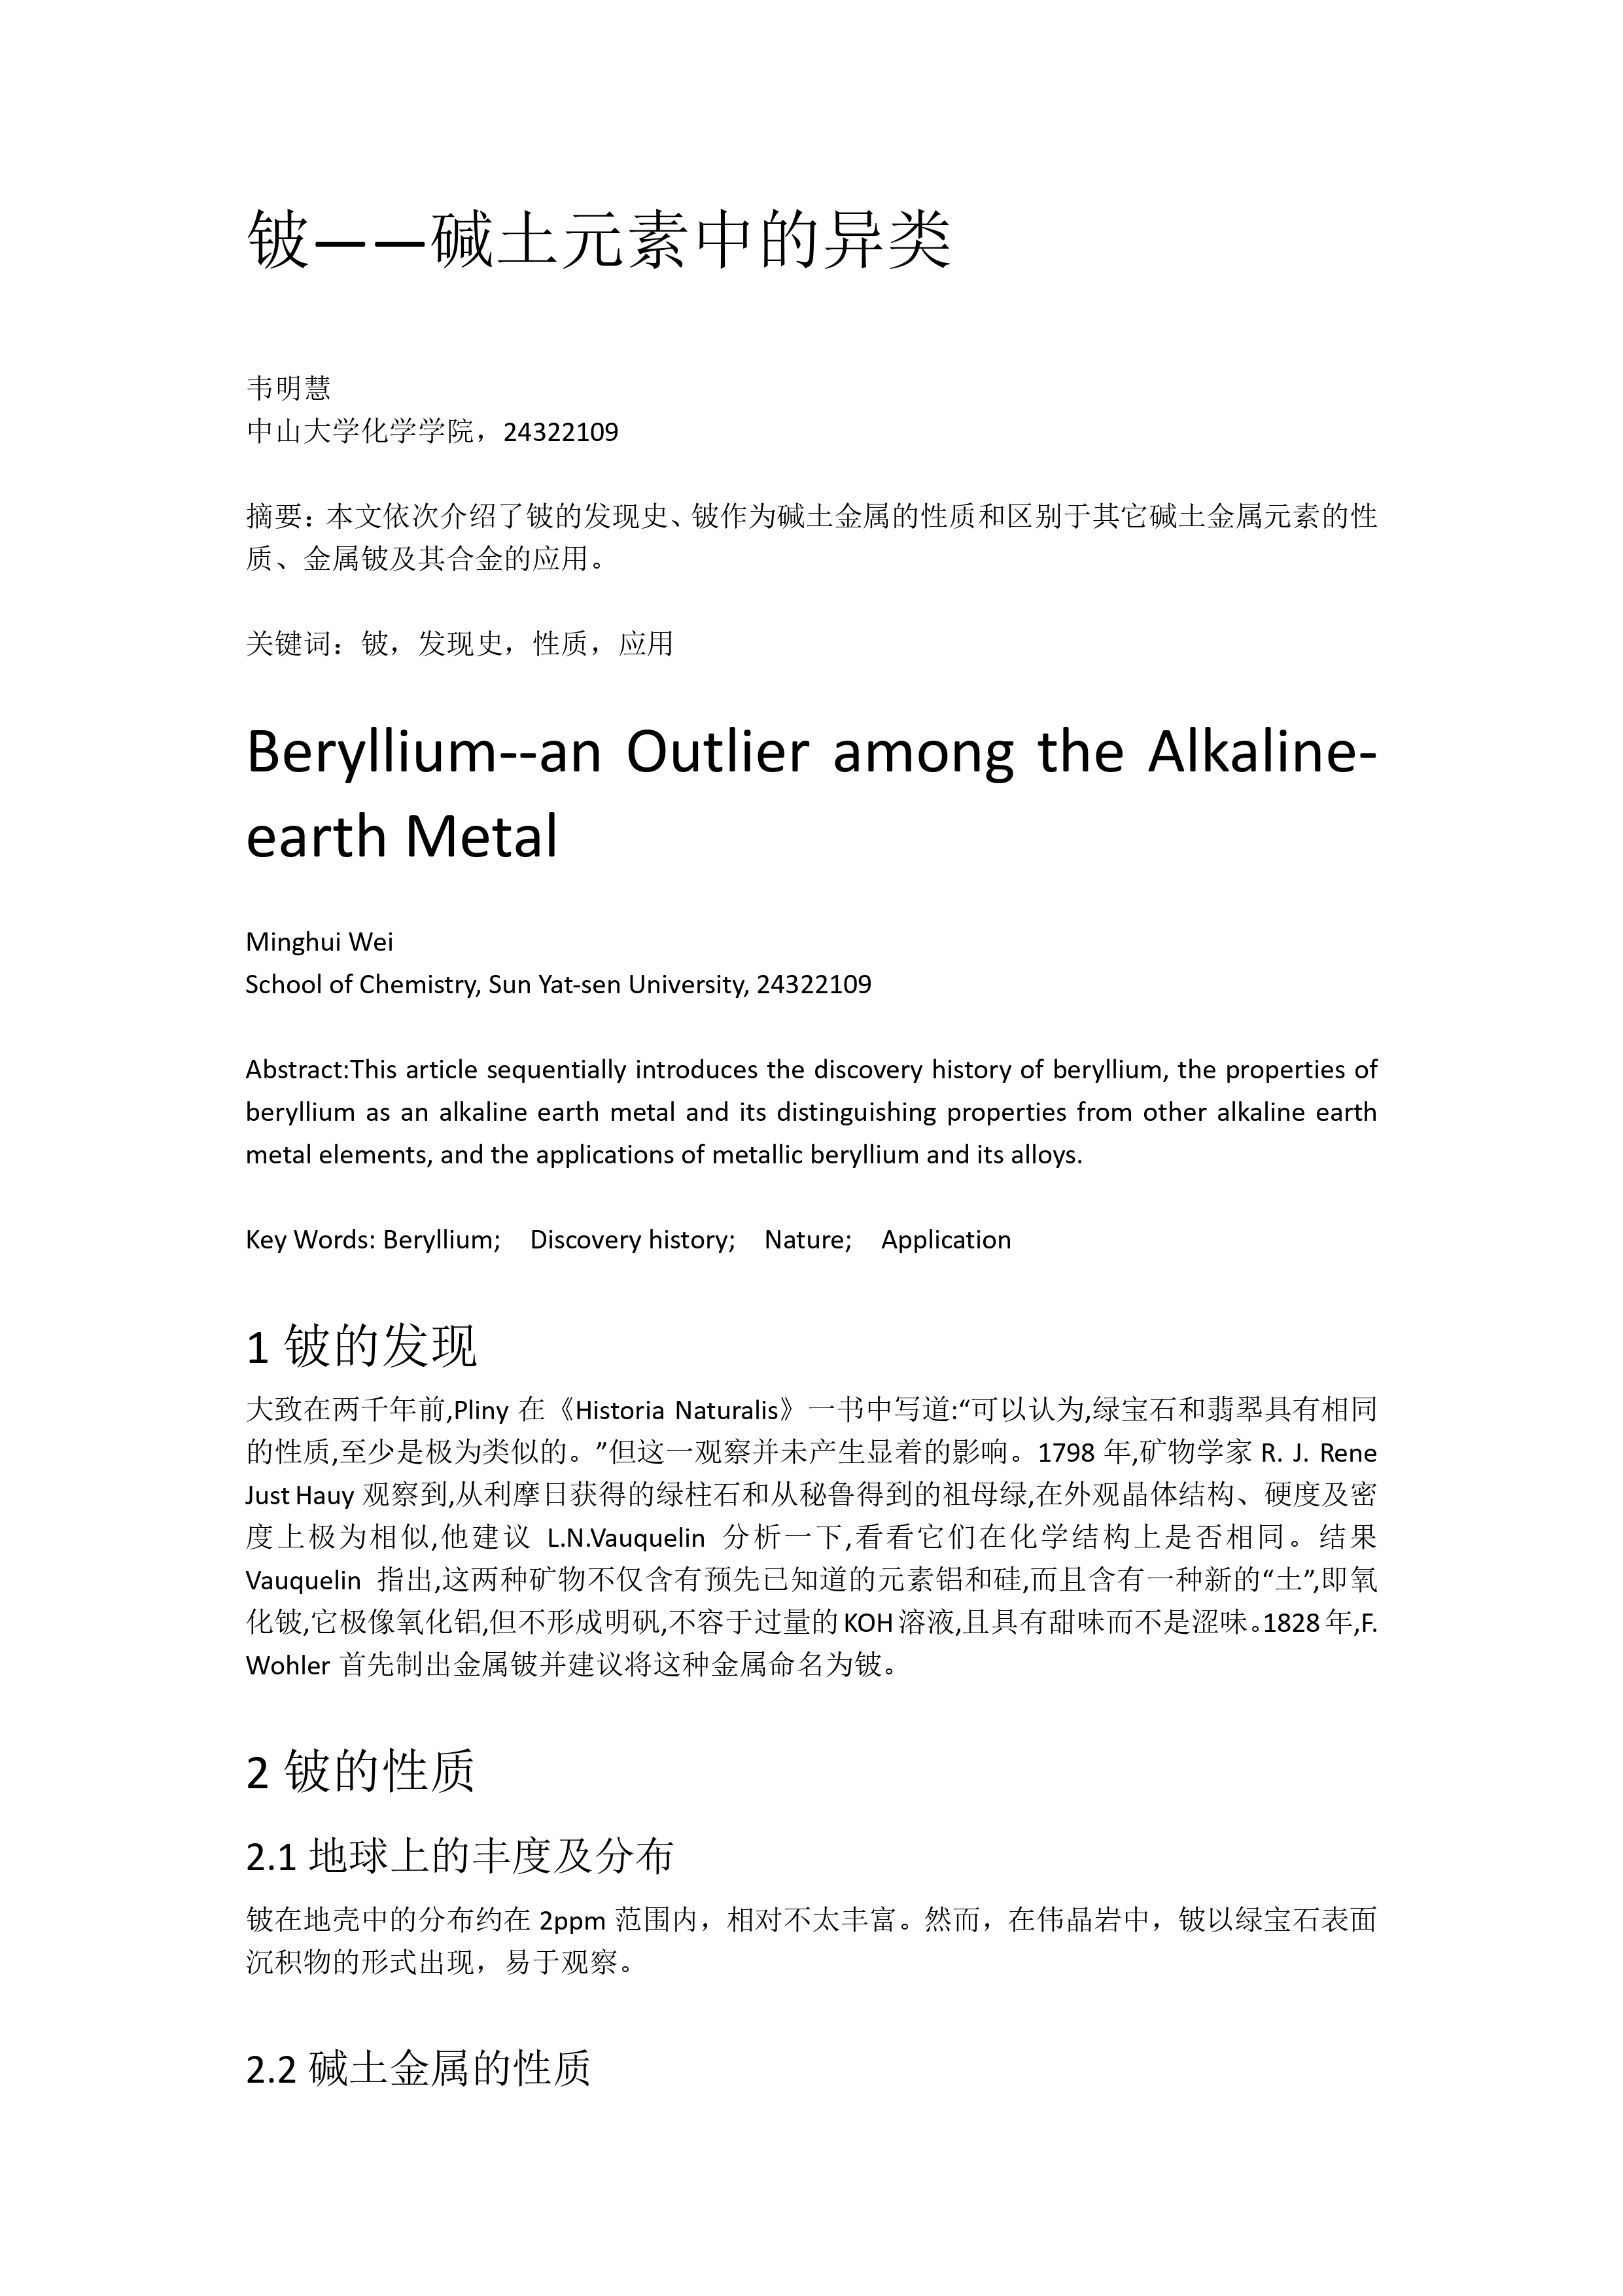 铍——碱土元素中的异类
韦明慧
中山大学化学学院，24322109
摘要：本文依次介绍了铍的发现史、铍作为碱土金属的性质和区别于其它碱土金属元素的性
质、金属铍及其合金的应用。
关键词：铍，发现史，性质，应用
Beryllium--an Outlier among the Alkaline-
earth Metal
Minghui Wei
School of Chemistry, Sun Yat-sen University, 24322109
Abstract:This article sequentially introduces the discovery history of beryllium, the properties of
beryllium as an alkaline earth metal and its distinguishing properties from other alkaline earth
metal elements, and the applications of metallic beryllium and its alloys.
Key Words: Beryllium; Discovery history; Nature; Application
1 铍的发现
大致在两千年前,Pliny 在《Historia Naturalis》一书中写道:“可以认为,绿宝石和翡翠具有相同
的性质,至少是极为类似的。”但这一观察并未产生显着的影响。1798 年,矿物学家 R. J. Rene
Just Hauy 观察到,从利摩日获得的绿柱石和从秘鲁得到的祖母绿,在外观晶体结构、硬度及密
度上极为相似,他建议 L.N.Vauquelin 分析一下,看看它们在化学结构上是否相同。结果
Vauquelin 指出,这两种矿物不仅含有预先已知道的元素铝和硅,而且含有一种新的“土”,即氧
化铍,它极像氧化铝,但不形成明矾,不容于过量的 KOH 溶液,且具有甜味而不是涩味。1828 年,F.
Wohler 首先制出金属铍并建议将这种金属命名为铍。
2 铍的性质
2.1 地球上的丰度及分布
铍在地壳中的分布约在 2ppm 范围内，相对不太丰富。然而，在伟晶岩中，铍以绿宝石表面
沉积物的形式出现，易于观察。
2.2 碱土金属的性质